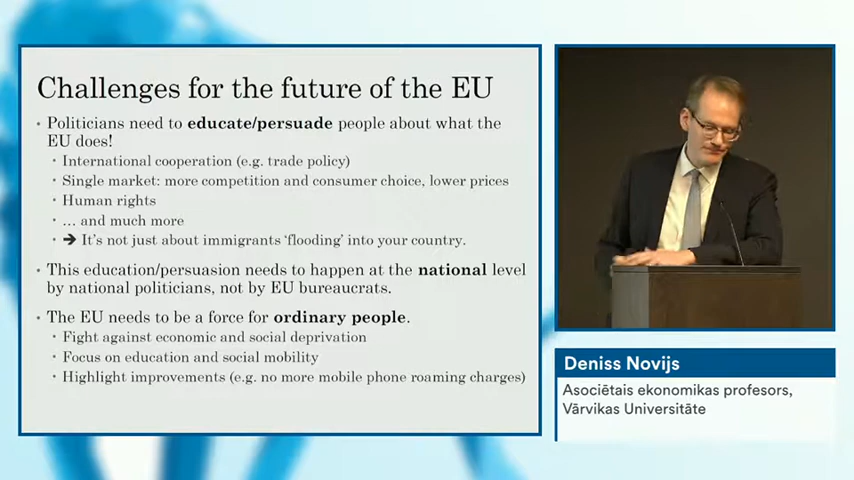 Challenges for the future of the EU
• Politicians need to educate/persuade people about what the
EU does!
• International cooperation (e.g. trade policy)
• Single market: more competition and consumer choice, lower prices
• Human rights
• … and much more
• ➔ It's not just about immigrants 'flooding' into your country.
• This education/persuasion needs to happen at the national level
by national politicians, not by EU bureaucrats.
• The EU needs to be a force for ordinary people.
• Fight against economic and social deprivation
• Focus on education and social mobility
• Highlight improvements (e.g. no more mobile phone roaming charges)
Deniss Novijs
Asociētais ekonomikas profesors,
Vārvikas Universitāte